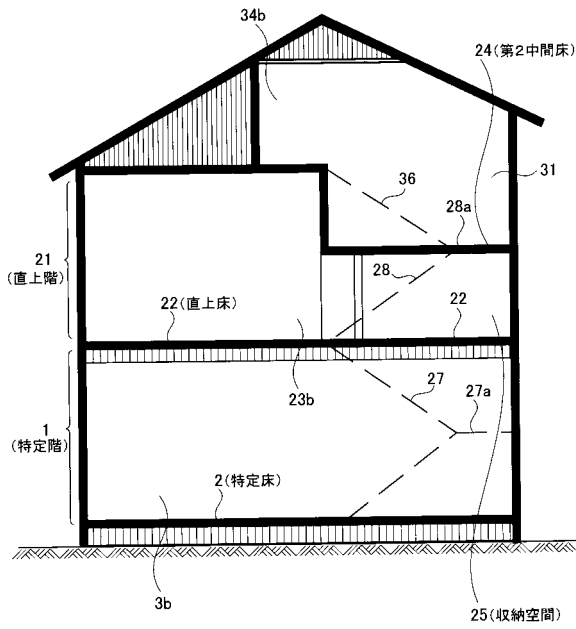 34b
24(第2中間床)
36
31
28a
21
(直上階)
28
22(直上床)
22
23b
27
27a
1
(特定階)
2(特定床)
3b
25(収納空間)